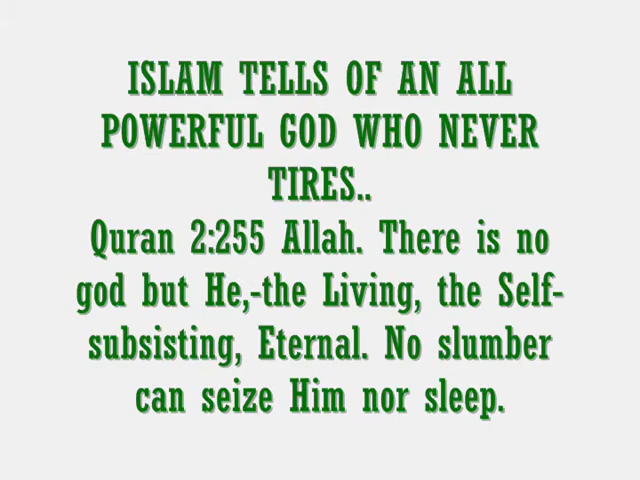 ISLAM TELLS OF AN ALL
POWERFUL GOD WHO NEVER
TIRES..
Quran 2:255 Allah. There is no
god but He,-the Living, the Self-
subsisting, Eternal. No slumber
can seize Him nor sleep.